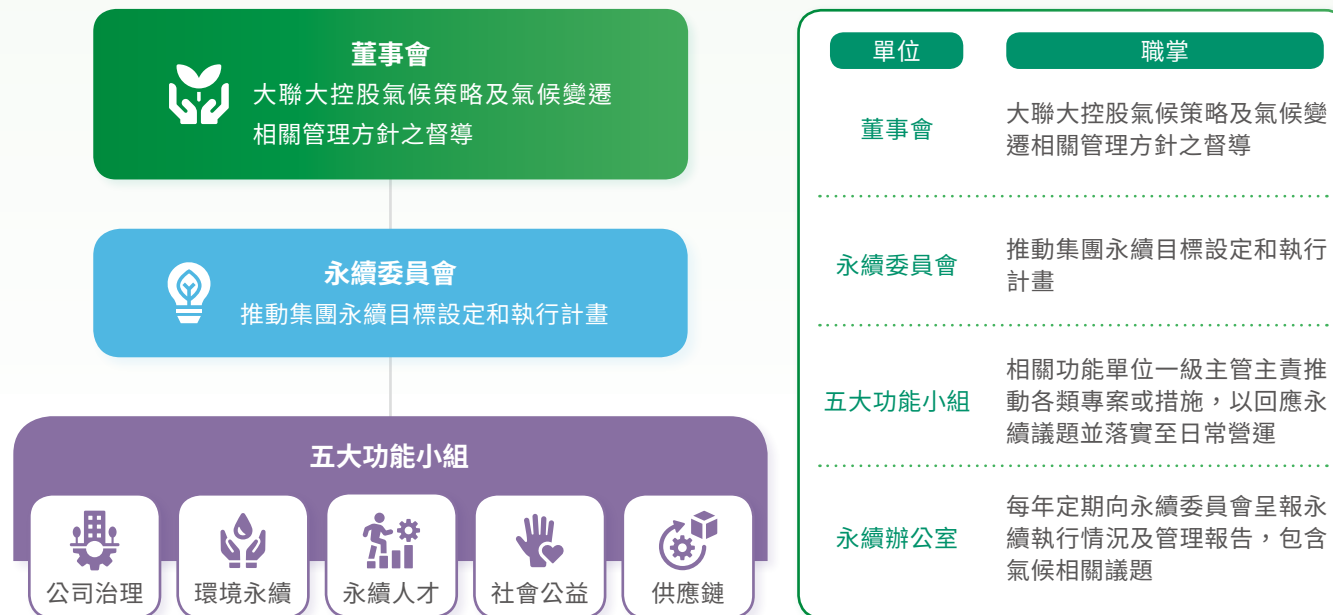 董事會
大聯大控股氣候策略及氣候變遷
相關管理方針之督導
永續委員會
推動集團永續目標設定和執行計畫
五大功能小組
公司治理
環境永續
永續人才
社會公益
供應鏈
單位
職掌
董事會
大聯大控股氣候策略及氣候變
遷相關管理方針之督導
永續委員會
推動集團永續目標設定和執行
計畫
五大功能小組
相關功能單位一級主管主責推
動各類專案或措施，以回應永
續議題並落實至日常營運
永續辦公室
每年定期向永續委員會呈報永
續執行情況及管理報告，包含
氣候相關議題